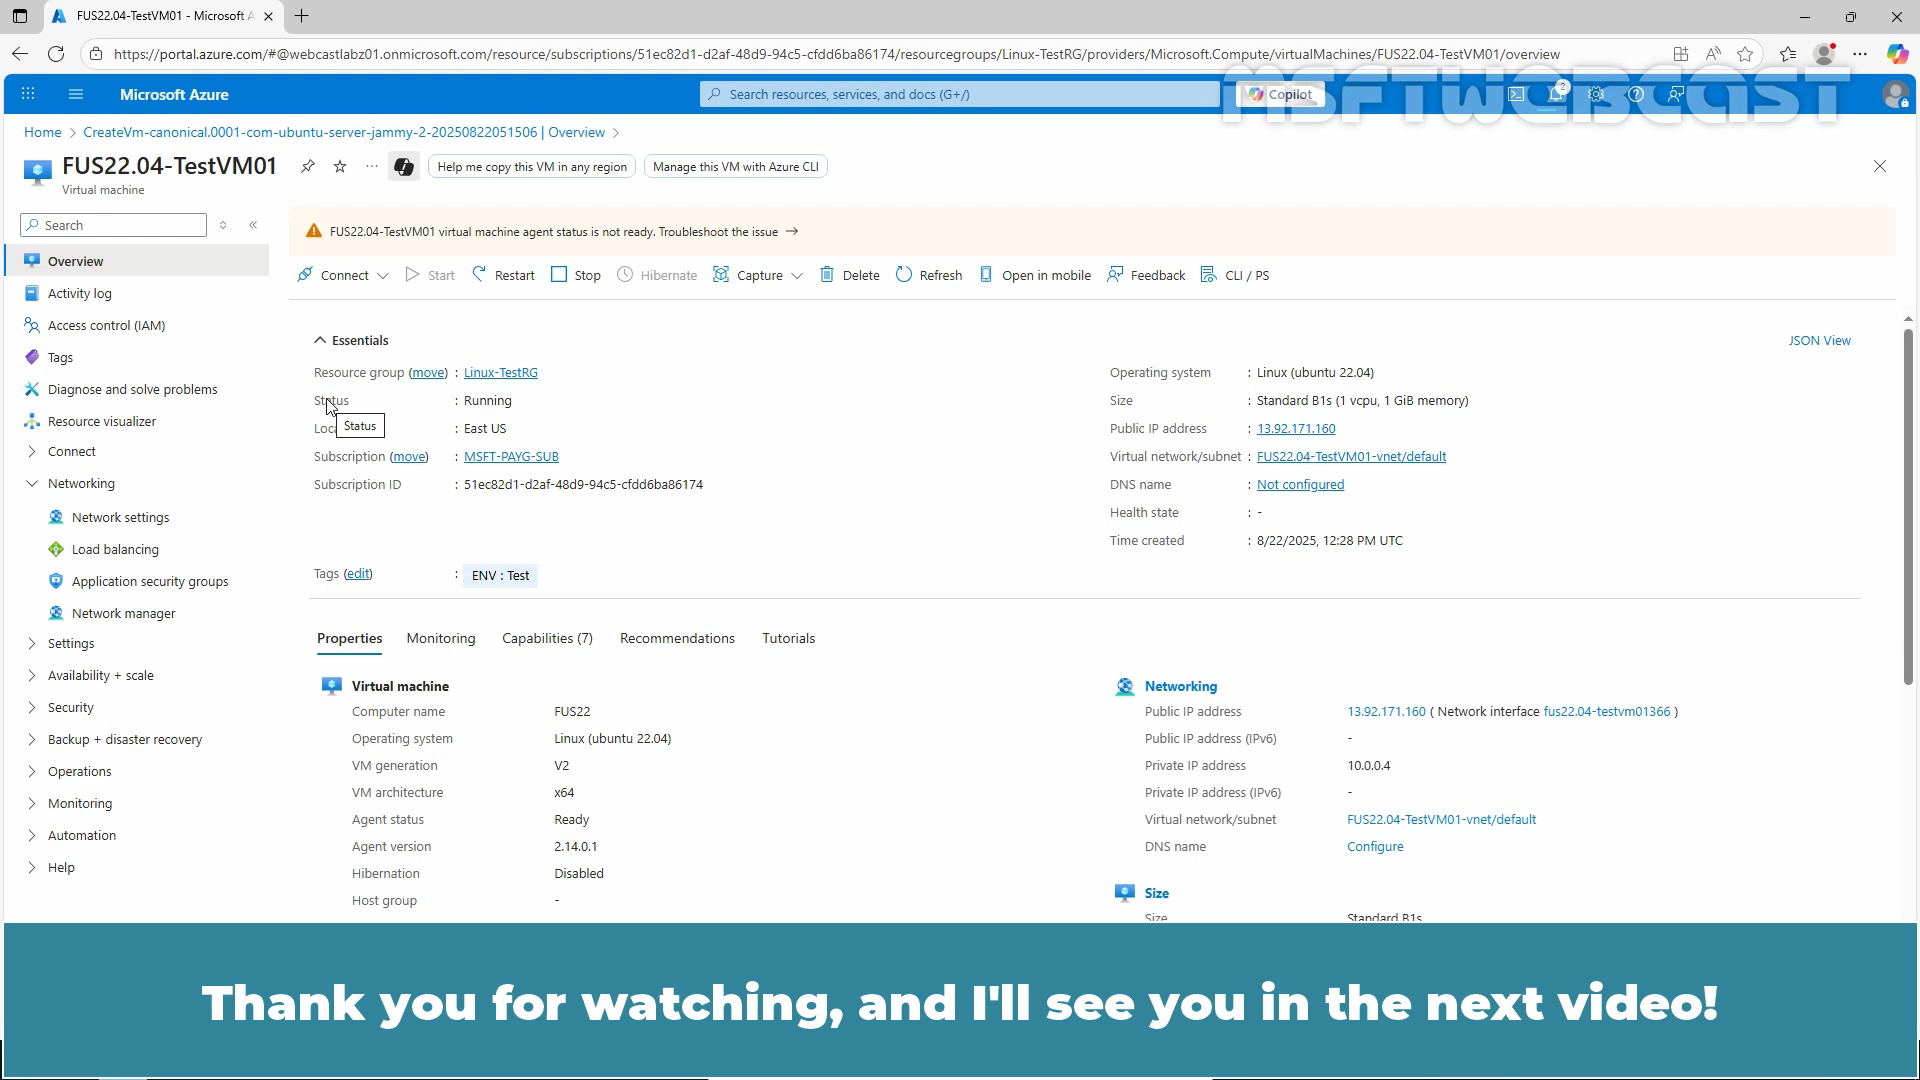 FUS22.04-TestVM01 - Microsoft A
https://portal.azure.com/#@webcastlabz01.onmicrosoft.com/resource/subscriptions/51ec82d1-d2af-48d9-94c5-cfdd6ba86174/resourcegroups/Linux-TestRG/providers/Microsoft.Compute/virtualMachines/FUS22.04-TestVM01/overview
MSFTWEBCAST
Microsoft Azure
Search resources, services, and docs (G+/)
Copilot
2
Home > CreateVm-canonical.0001-com-ubuntu-server-jammy-2-20250822051506 | Overview >
FUS22.04-TestVM01
Help me copy this VM in any region
Manage this VM with Azure CLI
Virtual machine
Search
FUS22.04-TestVM01 virtual machine agent status is not ready. Troubleshoot the issue →
Overview
Activity log
Access control (IAM)
Tags
Diagnose and solve problems
Resource visualizer
Connect
Networking
Network settings
Load balancing
Application security groups
Network manager
Settings
Availability + scale
Security
Backup + disaster recovery
Operations
Monitoring
Automation
Help
Connect Start Restart Stop Hibernate Capture Delete Refresh Open in mobile Feedback CLI / PS
Essentials
JSON View
Resource group (move) : Linux-TestRG
Status : Running
Status
Loca : East US
Subscription (move) : MSFT-PAYG-SUB
Subscription ID : 51ec82d1-d2af-48d9-94c5-cfdd6ba86174
Operating system : Linux (ubuntu 22.04)
Size : Standard B1s (1 vcpu, 1 GiB memory)
Public IP address : 13.92.171.160
Virtual network/subnet : FUS22.04-TestVM01-vnet/default
DNS name : Not configured
Health state : -
Time created : 8/22/2025, 12:28 PM UTC
Tags (edit) : ENV : Test
Properties Monitoring Capabilities (7) Recommendations Tutorials
Virtual machine
Computer name FUS22
Operating system Linux (ubuntu 22.04)
VM generation V2
VM architecture x64
Agent status Ready
Agent version 2.14.0.1
Hibernation Disabled
Host group -
Networking
Public IP address 13.92.171.160 ( Network interface fus22.04-testvm01366 )
Public IP address (IPv6) -
Private IP address 10.0.0.4
Private IP address (IPv6) -
Virtual network/subnet FUS22.04-TestVM01-vnet/default
DNS name Configure
Size
Size Standard B1s
Thank you for watching, and I'll see you in the next video!